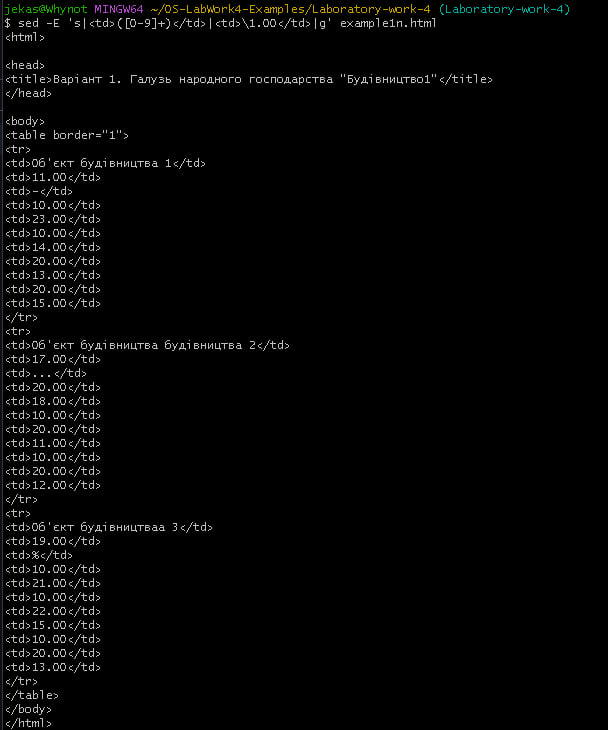 jekas@Whynot MINGW64 ~/OS-LabWork4-Examples/Laboratory-work-4 (Laboratory-work-4)
$ sed -E 's|<td>([0-9]+)</td>|<td>\1.00</td>|g' example1n.html
<html>
<head>
<title>Варіант 1. Галузь народного господарства "Будівництво1"</title>
</head>
<body>
<table border="1">
<tr>
<td>Об'єкт будівництва 1</td>
<td>11.00</td>
<td>-</td>
<td>10.00</td>
<td>23.00</td>
<td>10.00</td>
<td>14.00</td>
<td>20.00</td>
<td>13.00</td>
<td>20.00</td>
<td>15.00</td>
</tr>
<tr>
<td>Об'єкт будівництва будівництва 2</td>
<td>17.00</td>
<td>...</td>
<td>20.00</td>
<td>18.00</td>
<td>10.00</td>
<td>20.00</td>
<td>11.00</td>
<td>10.00</td>
<td>20.00</td>
<td>12.00</td>
</tr>
<tr>
<td>Об'єкт будівництваа 3</td>
<td>19.00</td>
<td>%</td>
<td>10.00</td>
<td>21.00</td>
<td>10.00</td>
<td>22.00</td>
<td>15.00</td>
<td>10.00</td>
<td>20.00</td>
<td>13.00</td>
</tr>
</table>
</body>
</html>